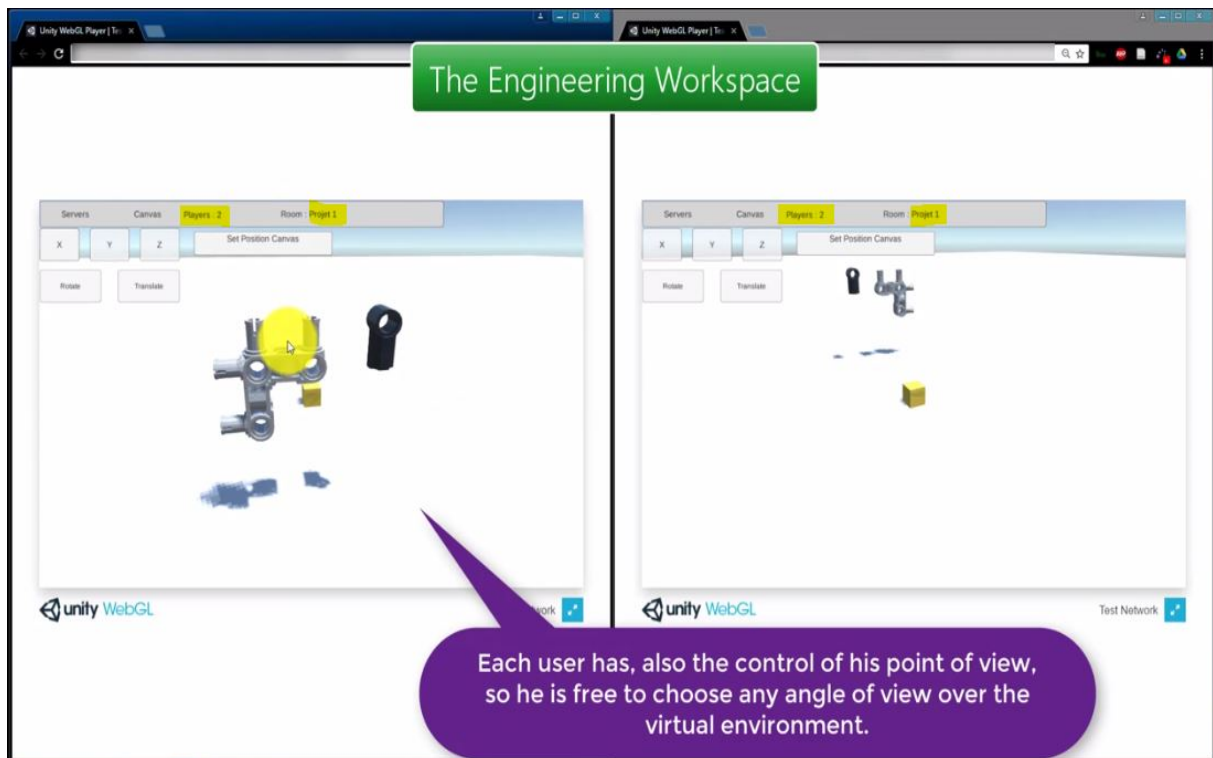 Unity WebGL Player | Te
Unity WebGL Player | Te
The Engineering Workspace
Servers Canvas Players : 2 Room : Projet 1
X Y Z Set Position Canvas
Rotate Translate
Servers Canvas Players : 2 Room : Projet 1
X Y Z Set Position Canvas
Rotate Translate
unity WebGL
work
unity WebGL
Test Network
Each user has, also the control of his point of view,
so he is free to choose any angle of view over the
virtual environment.